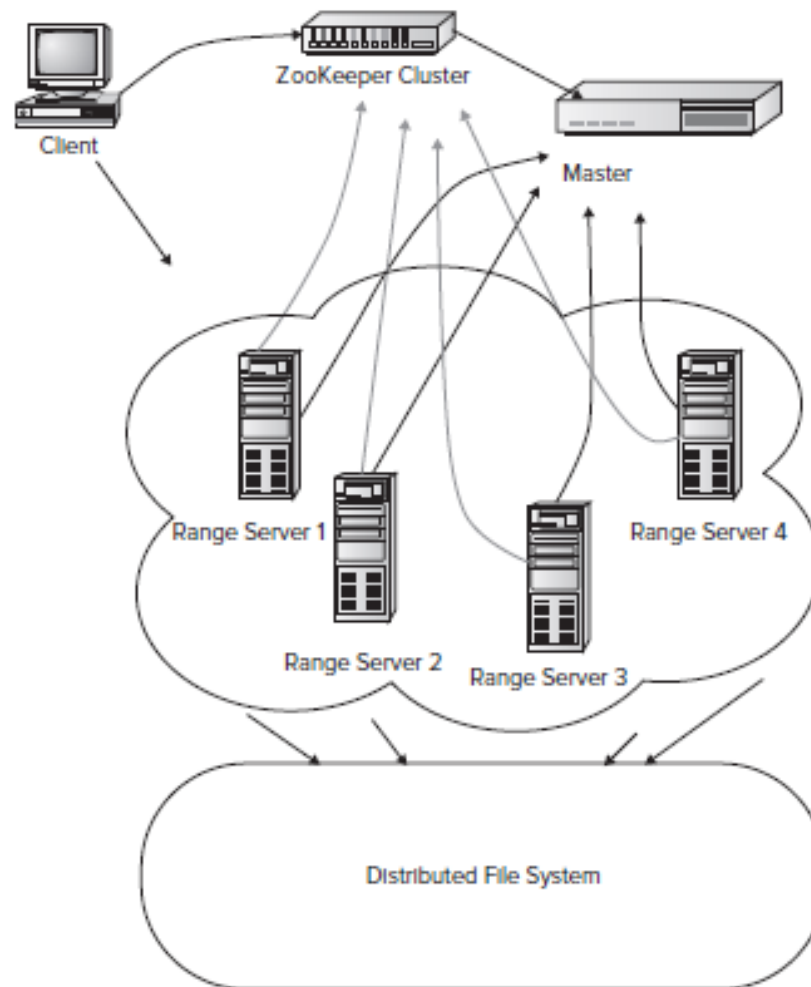 ZooKeeper Cluster
Client
Master
Range Server 1
Range Server 4
Range Server 2
Range Server 3
Distributed File System